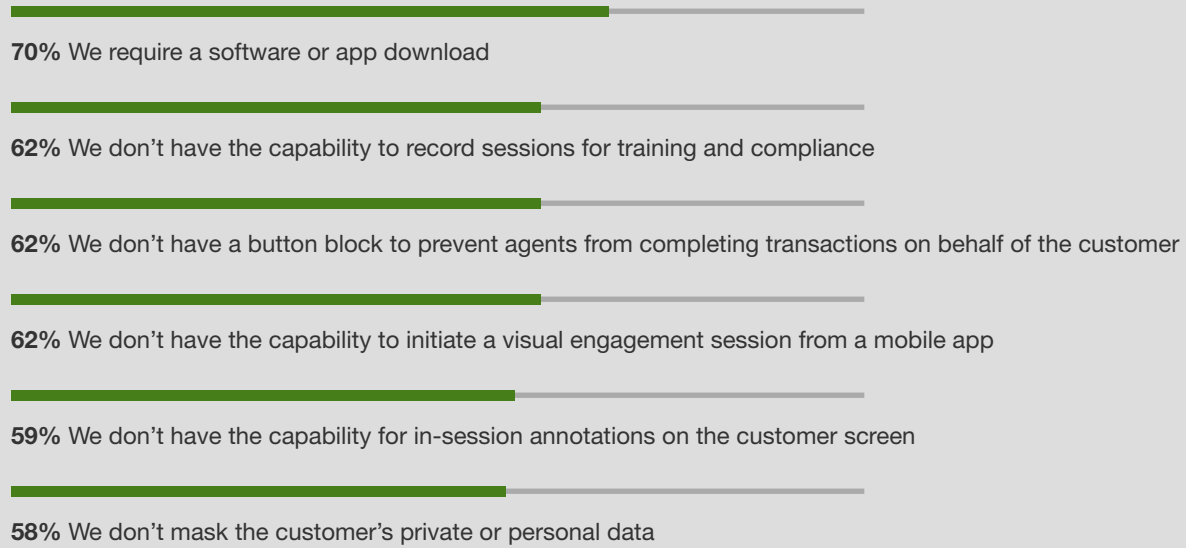 70% We require a software or app download
62% We don’t have the capability to record sessions for training and compliance
62% We don’t have a button block to prevent agents from completing transactions on behalf of the customer
62% We don’t have the capability to initiate a visual engagement session from a mobile app
59% We don’t have the capability for in-session annotations on the customer screen
58% We don’t mask the customer’s private or personal data